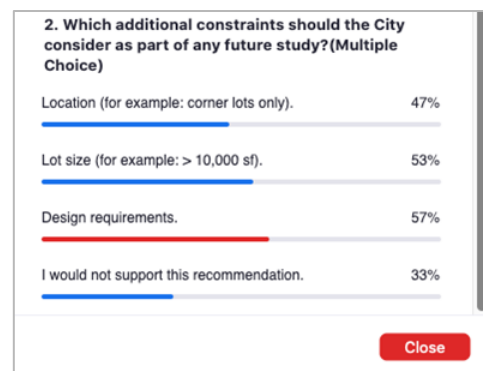 2. Which additional constraints should the City
consider as part of any future study?(Multiple
Choice)
Location (for example: corner lots only). 47%
Lot size (for example: > 10,000 sf). 53%
Design requirements. 57%
I would not support this recommendation. 33%
Close